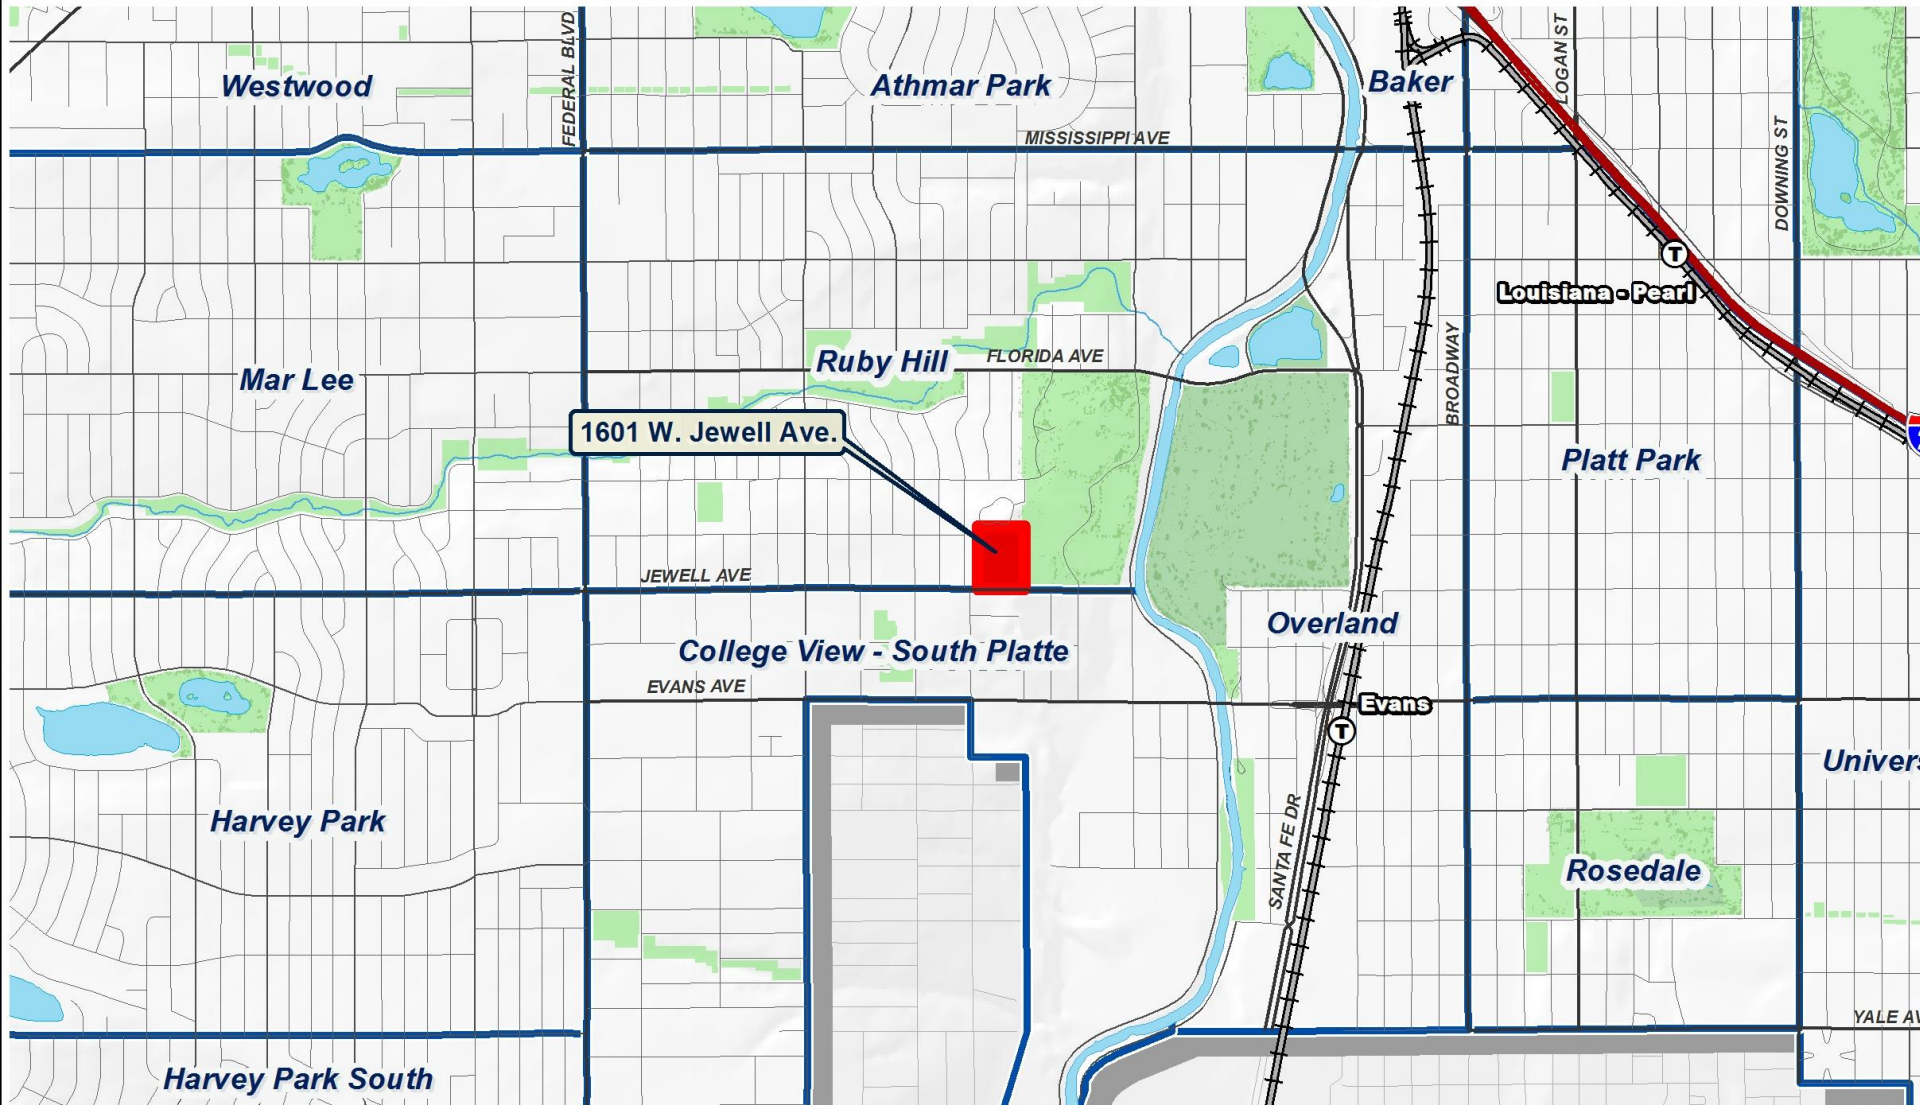 Westwood
FEDERAL BLVD
Athmar Park
Baker
LOGAN ST
MISSISSIPPI AVE
DOWNING ST
T
Louisiana - Pearl
Mar Lee
Ruby Hill
FLORIDA AVE
BROADWAY
1601 W. Jewell Ave.
Platt Park
JEWELL AVE
College View - South Platte
Overland
EVANS AVE
Evans
T
Univers
Harvey Park
SANTA FE DR
Rosedale
YALE AV
Harvey Park South